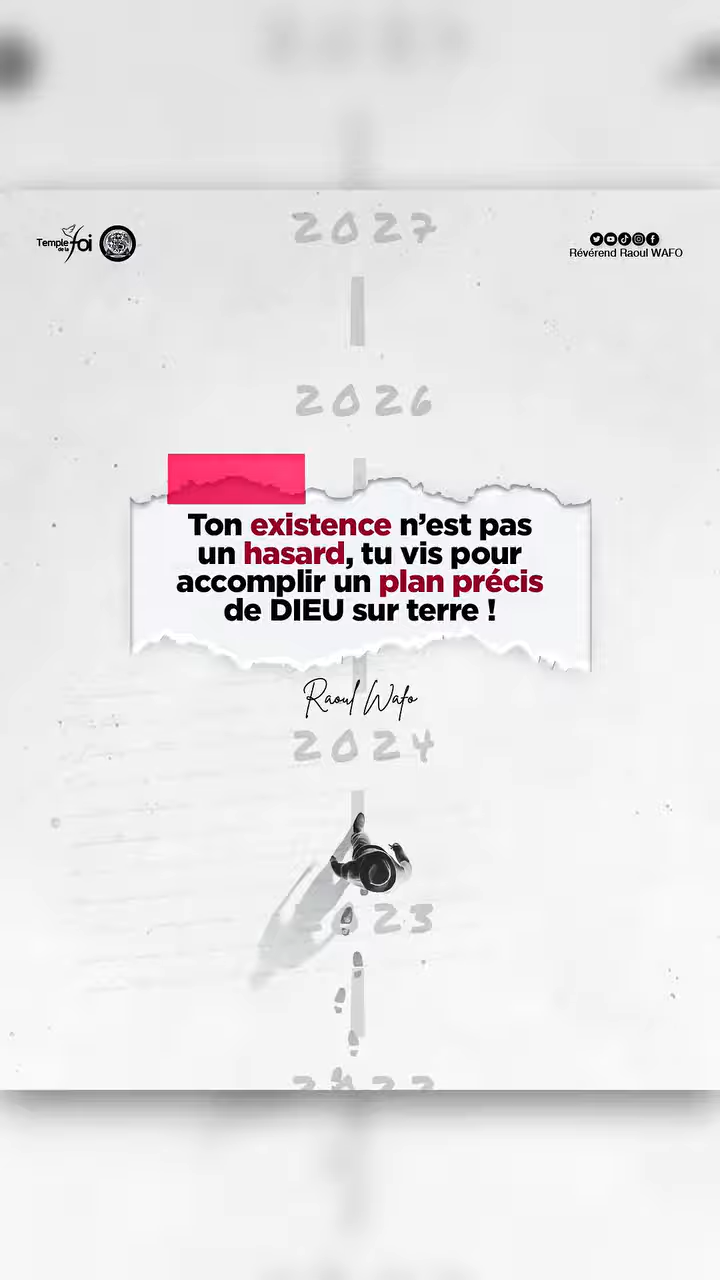 2027
Temple
de la
foi
Révérend Raoul WAFO
2026
Ton existence n’est pas
un hasard, tu vis pour
accomplir un plan précis
de DIEU sur terre !
Raoul Wafo
2024
2023
2022